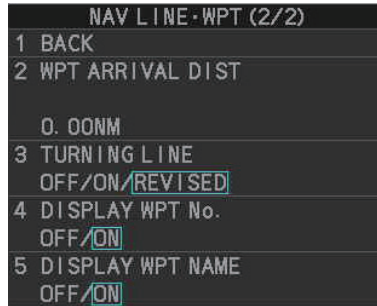 NAV LINE·WPT (2/2)
1 BACK
2 WPT ARRIVAL DIST
0.00NM
3 TURNING LINE
OFF/ON/REVISED
4 DISPLAY WPT No.
OFF/ON
5 DISPLAY WPT NAME
OFF/ON